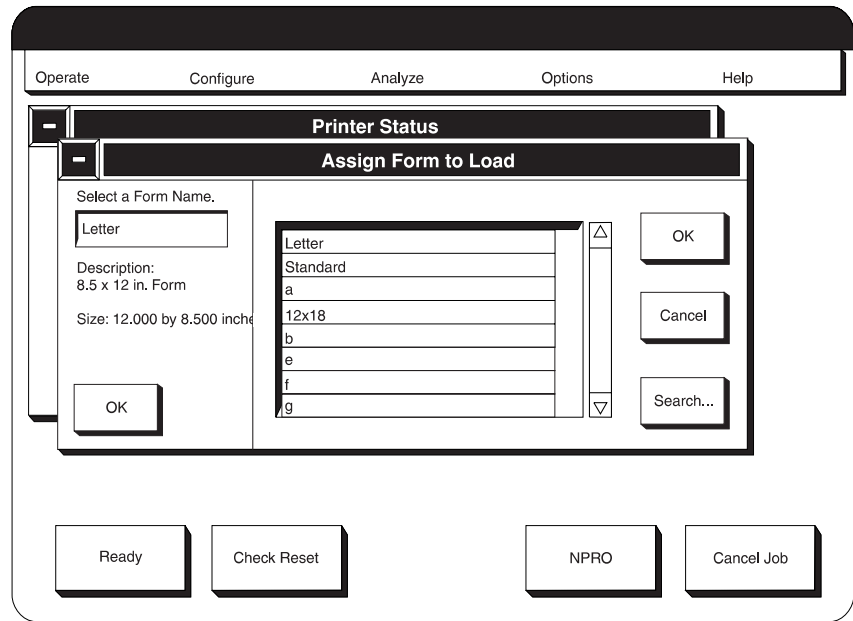 Operate Configure Analyze Options Help
Printer Status
Assign Form to Load
Select a Form Name.
Letter
Description:
8.5 x 12 in. Form
Size: 12.000 by 8.500 inche
OK
Letter
Standard
a
12x18
b
e
f
g
OK
Cancel
Search...
Ready
Check Reset
NPRO
Cancel Job